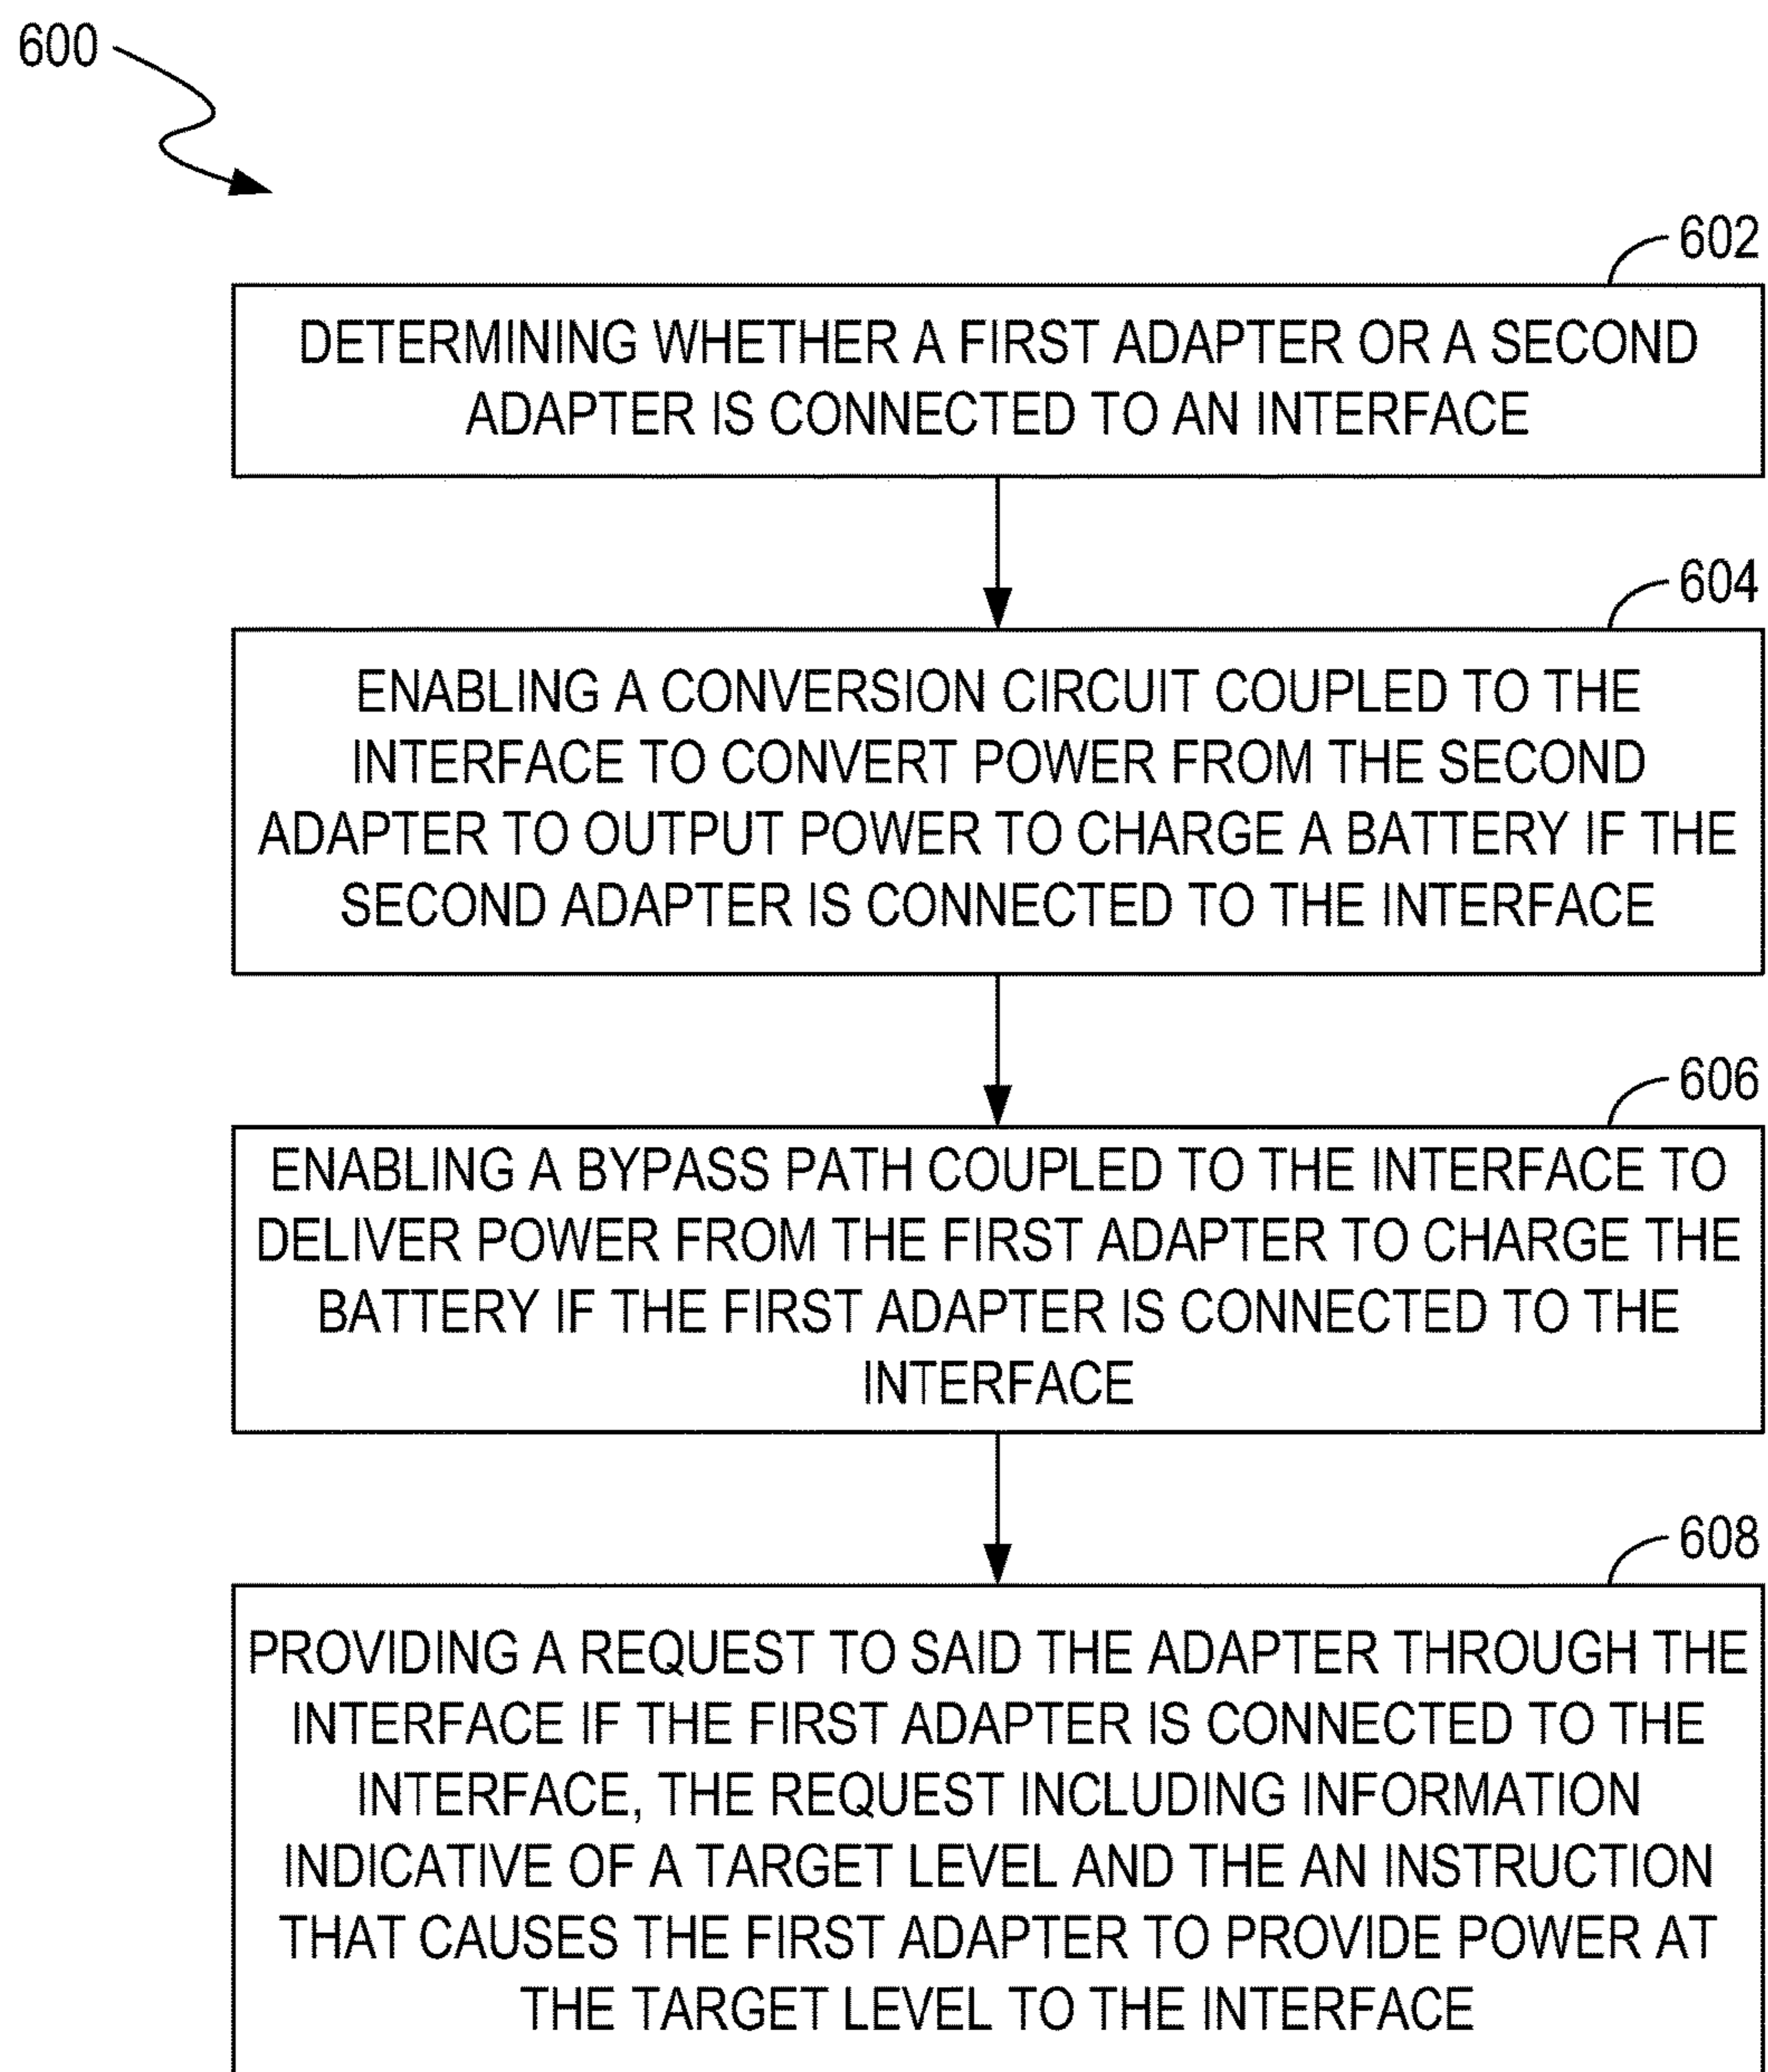 600
602
DETERMINING WHETHER A FIRST ADAPTER OR A SECOND
ADAPTER IS CONNECTED TO AN INTERFACE
604
ENABLING A CONVERSION CIRCUIT COUPLED TO THE
INTERFACE TO CONVERT POWER FROM THE SECOND
ADAPTER TO OUTPUT POWER TO CHARGE A BATTERY IF THE
SECOND ADAPTER IS CONNECTED TO THE INTERFACE
606
ENABLING A BYPASS PATH COUPLED TO THE INTERFACE TO
DELIVER POWER FROM THE FIRST ADAPTER TO CHARGE THE
BATTERY IF THE FIRST ADAPTER IS CONNECTED TO THE
INTERFACE
608
PROVIDING A REQUEST TO SAID THE ADAPTER THROUGH THE
INTERFACE IF THE FIRST ADAPTER IS CONNECTED TO THE
INTERFACE, THE REQUEST INCLUDING INFORMATION
INDICATIVE OF A TARGET LEVEL AND THE AN INSTRUCTION
THAT CAUSES THE FIRST ADAPTER TO PROVIDE POWER AT
THE TARGET LEVEL TO THE INTERFACE